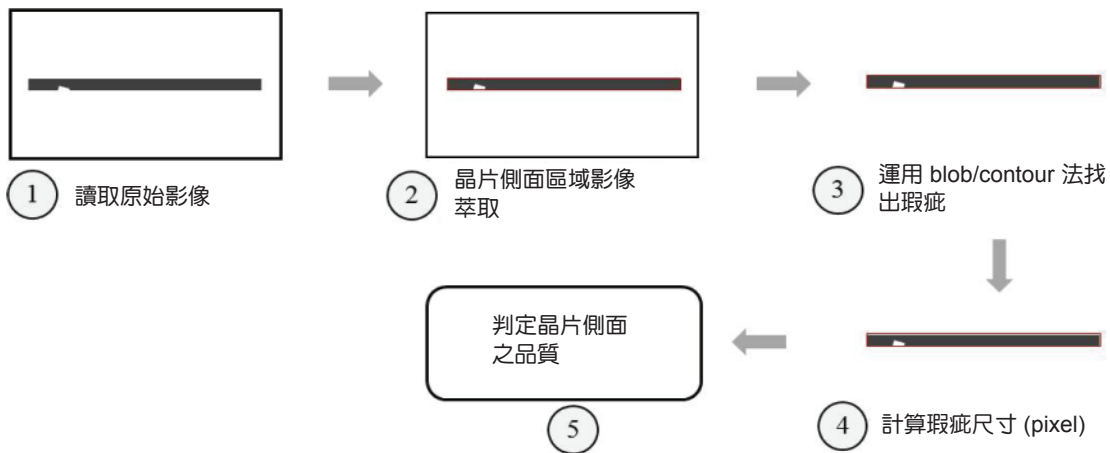 1
讀取原始影像
2
晶片側面區域影像
萃取
3
運用 blob/contour 法找
出瑕疵
4
計算瑕疵尺寸 (pixel)
5
判定晶片側面
之品質